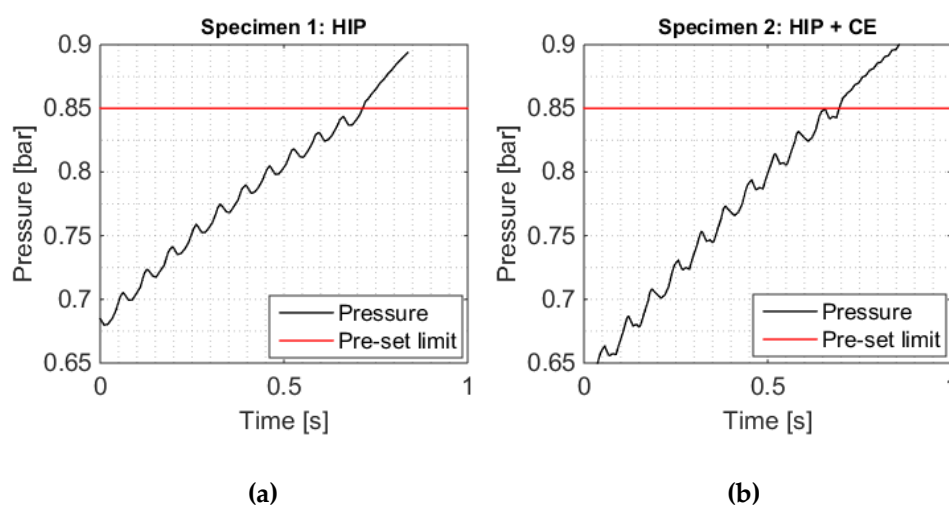 Specimen 1: HIP
0.9
0.85
0.8
0.75
0.7
0.65
Pressure [bar]
Pressure
Pre-set limit
0
0.5
1
Time [s]
(a)
Specimen 2: HIP + CE
0.9
0.85
0.8
0.75
0.7
0.65
Pressure [bar]
Pressure
Pre-set limit
0
0.5
1
Time [s]
(b)